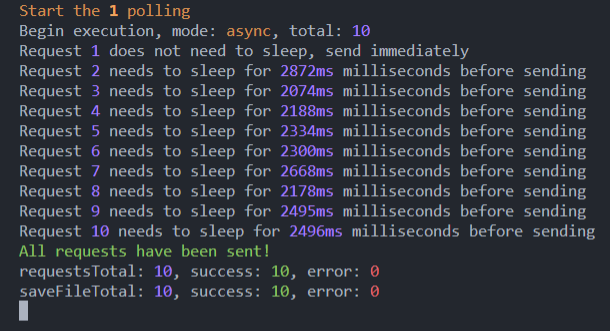 Start the 1 polling
Begin execution, mode: async, total: 10
Request 1 does not need to sleep, send immediately
Request 2 needs to sleep for 2872ms milliseconds before sending
Request 3 needs to sleep for 2074ms milliseconds before sending
Request 4 needs to sleep for 2188ms milliseconds before sending
Request 5 needs to sleep for 2334ms milliseconds before sending
Request 6 needs to sleep for 2300ms milliseconds before sending
Request 7 needs to sleep for 2668ms milliseconds before sending
Request 8 needs to sleep for 2178ms milliseconds before sending
Request 9 needs to sleep for 2495ms milliseconds before sending
Request 10 needs to sleep for 2496ms milliseconds before sending
All requests have been sent!
requestsTotal: 10, success: 10, error: 0
saveFileTotal: 10, success: 10, error: 0